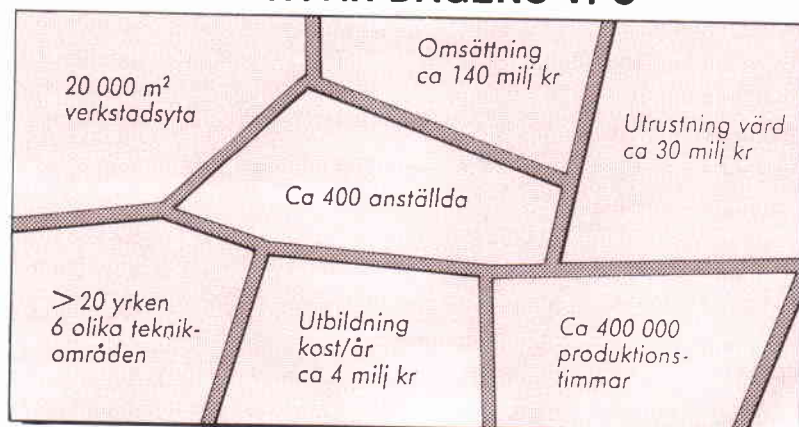 DAGENS
20 000 m²
verkstadsyta
Omsättning
ca 140 milj kr
Utrustning värd
ca 30 milj kr
Ca 400 anställda
>20 yrken
6 olika teknik-
områden
Utbildning
kost/år
ca 4 milj kr
Ca 400 000
produktions-
timmar